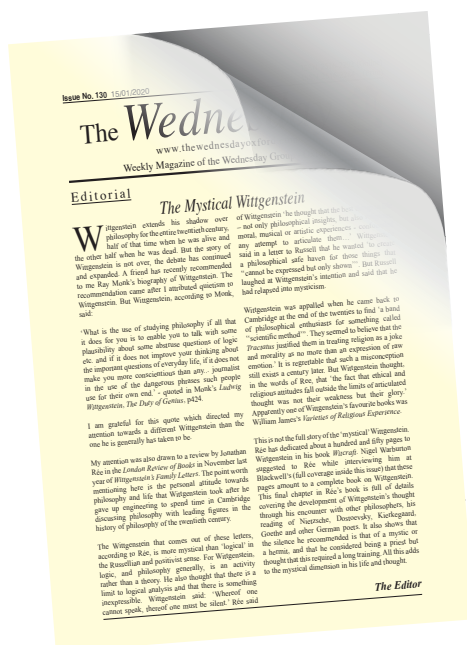 Issue No. 130 15/01/2020
The Wedne
www.thewednesdayox
Weekly Magazine of the Wednesday
Editorial
The Mystical Wittgenstein
Wittgenstein extends his shadow over
philosophy for the entire twentieth century,
half of that time when he was alive and
the other half when he was dead. But the story of
Wittgenstein is not over, the debate has continued
and expanded. A friend has recently recommended
to me Ray Monk's biography of Wittgenstein. The
recommendation came after I attributed quietism to
Wittgenstein. But Wittgenstein, according to Monk,
said:
'What is the use of studying philosophy if all that
it does for you is to enable you to talk with some
plausibility about some abstruse questions of logic
etc. and if it does not improve your thinking about
the important questions of everyday life, if it does not
make you more conscientious than any... journalist
in the use of the dangerous phrases such people
use for their own end.' - quoted in Monk's Ludwig
Wittgenstein, The Duty of Genius, p424.
I am grateful for this quote which directed my
attention towards a different Wittgenstein than the
one he is generally has taken to be.
My attention was also drawn to a review by Jonathan
Rée in the London Review of Books in November last
year of Wittgenstein's Family Letters. The point worth
mentioning here is the personal attitude towards
philosophy and life that Wittgenstein took after he
gave up engineering to spend time in Cambridge
discussing philosophy with leading figures in the
history of philosophy of the twentieth century.
The Wittgenstein that comes out of these letters,
according to Rée, is more mystical than 'logical' in
the Russellian and positivist sense. For Wittgenstein,
logic, and philosophy generally, is an activity
rather than a theory. He also thought that there is a
limit to logical analysis and that there is something
inexpressible. Wittgenstein said: 'Whereof one
cannot speak, thereof one must be silent.' Rée said
of Wittgenstein 'he thought that
– not only philosophical insights, but
moral, musical or artistic experiences
any attempt to articulate them...'
said in a letter to Russell that he wanted
a philosophical safe haven for those things
"cannot be expressed but only shown"'. But Russell
laughed at Wittgenstein's intention and said that he
had relapsed into mysticism.
Wittgenstein was appalled when he came back to
Cambridge at the end of the twenties to find 'a band
of philosophical enthusiasts for something called
"scientific method"'. They seemed to believe that the
Tractatus justified them in treating religion as a joke
and morality as no more than an expression of raw
emotion.' It is regrettable that such a misconception
still exists a century later. But Wittgenstein thought,
in the words of Rée, that 'the fact that ethical and
religious attitudes fall outside the limits of articulated
thought was not their weakness but their glory.'
Apparently one of Wittgenstein's favourite books was
William James's Varieties of Religious Experience.
This is not the full story of the 'mystical' Wittgenstein.
Rée has dedicated about a hundred and fifty pages to
Wittgenstein in his book Witcraft. Nigel Warburton
suggested to Rée while interviewing him at
Blackwell's (full coverage inside this issue) that these
pages amount to a complete book on Wittgenstein.
This final chapter in Rée's book is full of details
covering the development of Wittgenstein's thought
through his encounter with other philosophers, his
reading of Nietzsche, Dostoevsky, Kierkegaard,
Goethe and other German poets. It also shows that
the silence he recommended is that of a mystic or
a hermit, and that he considered being a priest but
thought that this required a long training. All this adds
to the mystical dimension in his life and thought.
The Editor